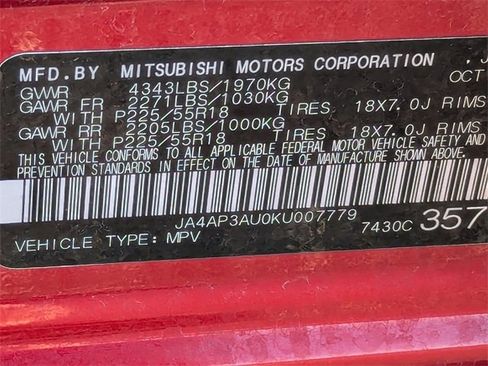 MFD.BY MITSUBISHI MOTORS CORPORATION , J
GWWR 4343LBS/1970KG OCT
GAWR FR 2271LBS/1030KG
WITH P225/55R18 TIRES 18X7.0J RIMS
GAWR RR 2205LBS/1000KG
WITH P225/55R18 TIRES 18X7.0J RIMS
THIS VEHICLE CONFORMS TO ALL APPLICABLE FEDERAL MOTOR VEHICLE SAFETY AND
PREVENTION STANDARDS IN EFFECT ON THE DATE OF MANUFACTURE SHOWN ABOVE.
JA4AP3AU0KU007779
VEHICLE TYPE: MPV 7430C 357